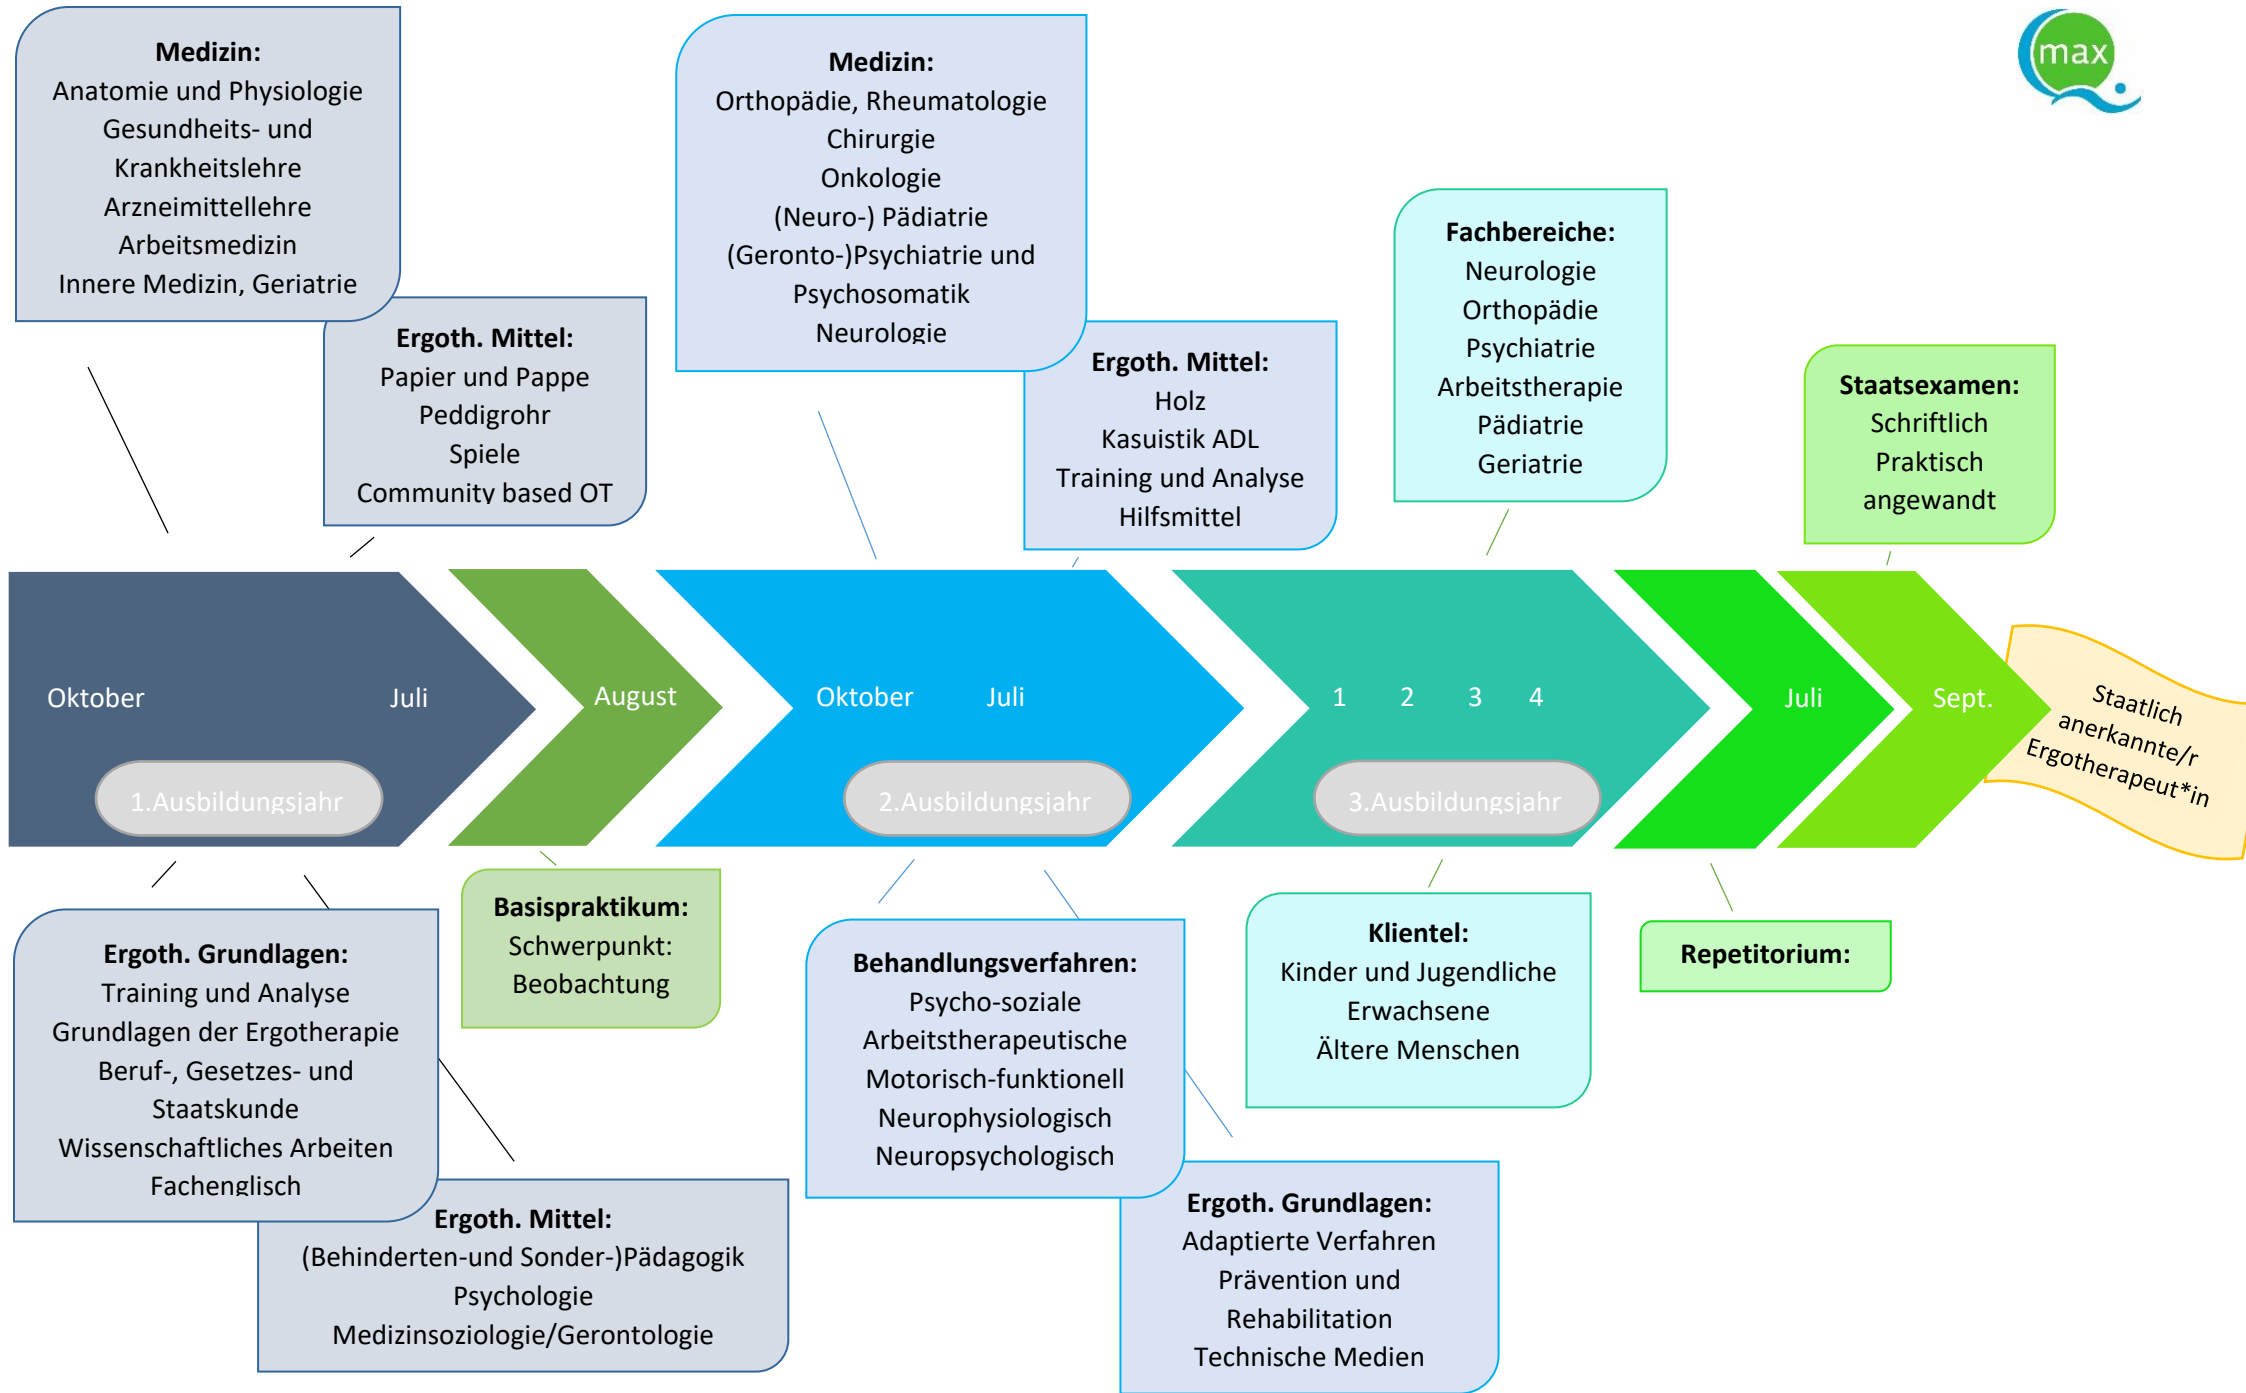 max
Medizin:
Anatomie und Physiologie
Gesundheits- und
Krankheitslehre
Arzneimittellehre
Arbeitsmedizin
Innere Medizin, Geriatrie
Ergoth. Mittel:
Papier und Pappe
Peddigrohr
Spiele
Community based OT
Medizin:
Orthopädie, Rheumatologie
Chirurgie
Onkologie
(Neuro-) Pädiatrie
(Geronto-)Psychiatrie und
Psychosomatik
Neurologie
Ergoth. Mittel:
Holz
Kasuistik ADL
Training und Analyse
Hilfsmittel
Fachbereiche:
Neurologie
Orthopädie
Psychiatrie
Arbeitstherapie
Pädiatrie
Geriatrie
Staatsexamen:
Schriftlich
Praktisch
angewandt
Oktober Juli
1.Ausbildungsjahr
August
Oktober Juli
2.Ausbildungsjahr
1 2 3 4
3.Ausbildungsjahr
Juli
Sept.
Staatlich
anerkannte/r
Ergotherapeut*in
Ergoth. Grundlagen:
Training und Analyse
Grundlagen der Ergotherapie
Beruf-, Gesetzes- und
Staatskunde
Wissenschaftliches Arbeiten
Fachenglisch
Ergoth. Mittel:
(Behinderten-und Sonder-)Pädagogik
Psychologie
Medizinsoziologie/Gerontologie
Basispraktikum:
Schwerpunkt:
Beobachtung
Behandlungsverfahren:
Psycho-soziale
Arbeitstherapeutische
Motorisch-funktionell
Neurophysiologisch
Neuropsychologisch
Ergoth. Grundlagen:
Adaptierte Verfahren
Prävention und
Rehabilitation
Technische Medien
Klientel:
Kinder und Jugendliche
Erwachsene
Ältere Menschen
Repetitorium: